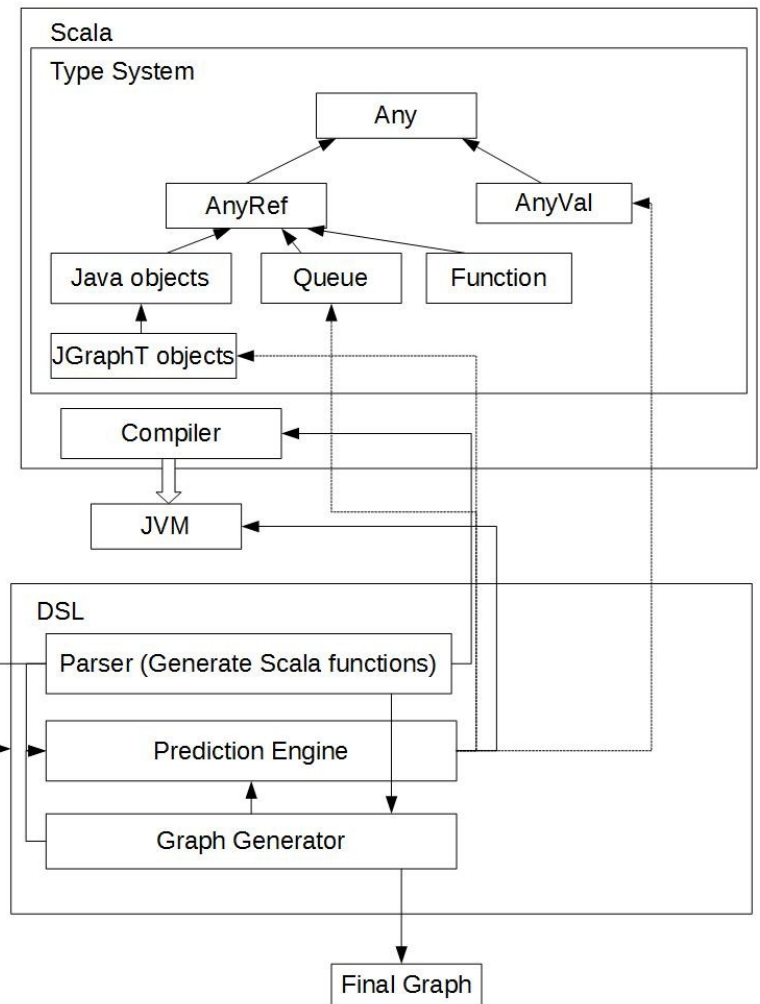 Scala
Type System
Any
AnyRef
AnyVal
Java objects
Queue
Function
JGraphT objects
Compiler
JVM
DSL
Parser (Generate Scala functions)
Prediction Engine
Graph Generator
Final Graph